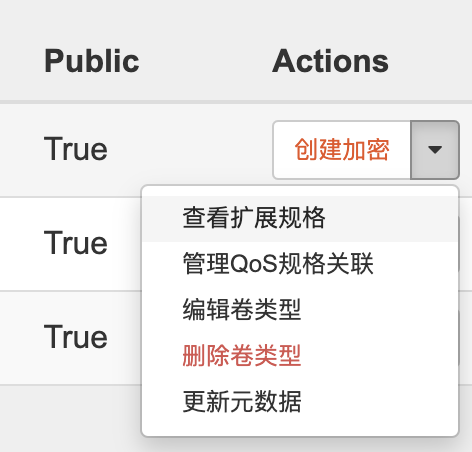 Public Actions
True 创建加密
查看扩展规格
True
管理QoS规格关联
编辑卷类型
True
删除卷类型
更新元数据